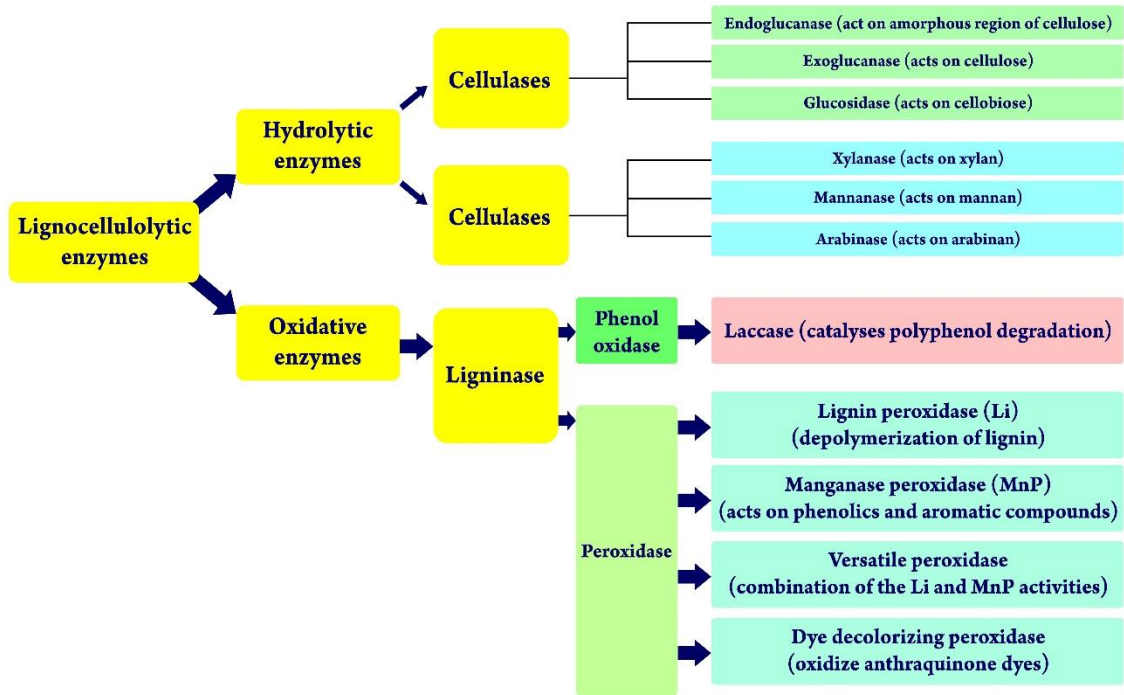 Lignocellulolytic
enzymes
Hydrolytic
enzymes
Cellulases
Endoglucanase (act on amorphous region of cellulose)
Exoglucanase (acts on cellulose)
Glucosidase (acts on cellobiose)
Cellulases
Xylanase (acts on xylan)
Mannanase (acts on mannan)
Arabinase (acts on arabinan)
Oxidative
enzymes
Ligninase
Phenol
oxidase
Laccase (catalyses polyphenol degradation)
Peroxidase
Lignin peroxidase (Li)
(depolymerization of lignin)
Manganase peroxidase (MnP)
(acts on phenolics and aromatic compounds)
Versatile peroxidase
(combination of the Li and MnP activities)
Dye decolorizing peroxidase
(oxidize anthraquinone dyes)